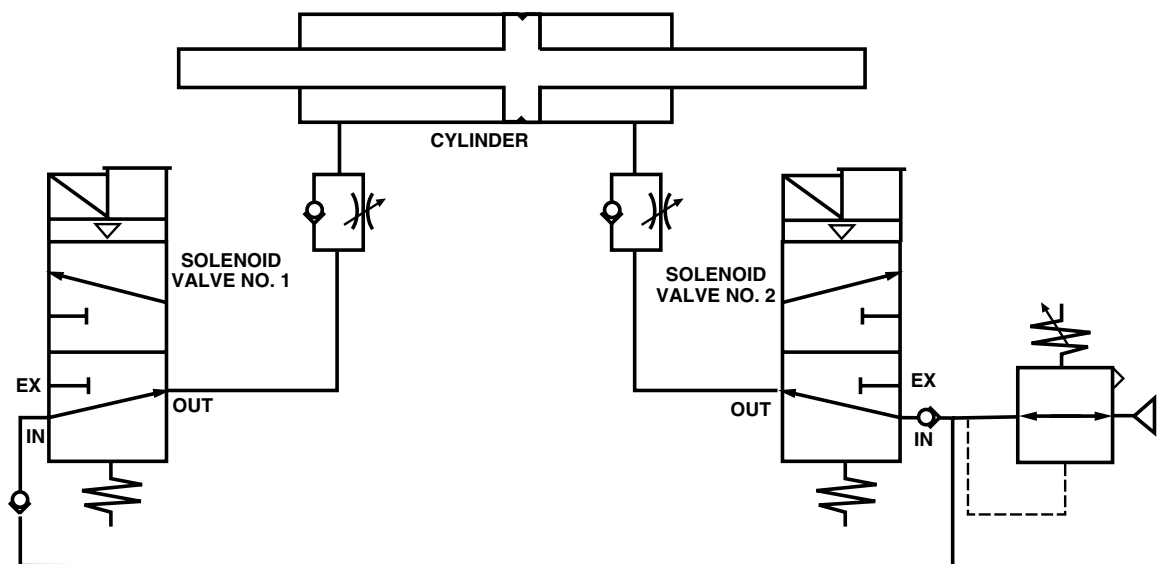 CYLINDER
SOLENOID
VALVE NO. 1
SOLENOID
VALVE NO. 2
EX
OUT
IN
EX
OUT
IN